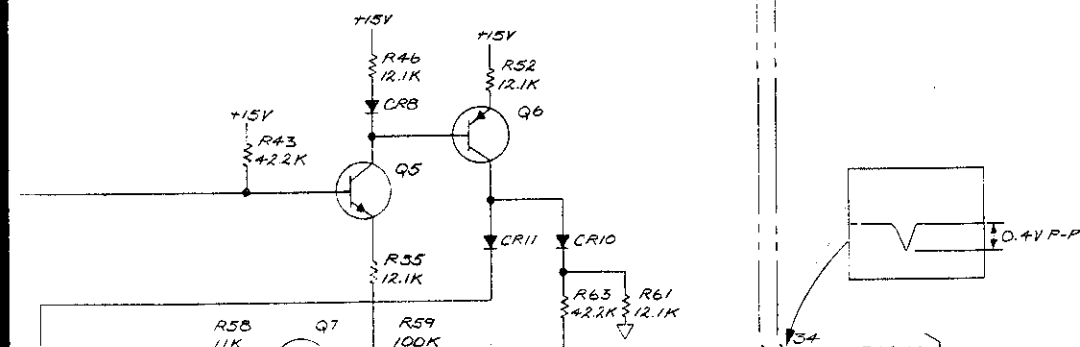 +15V
R46
12.1K
CR8
+15V
R52
12.1K
Q6
+15V
R43
42.2K
Q5
R55
12.1K
CR11
CR10
R63
42.2K
R61
12.1K
0.4V P-P
34
R58
11K
Q7
R59
100K